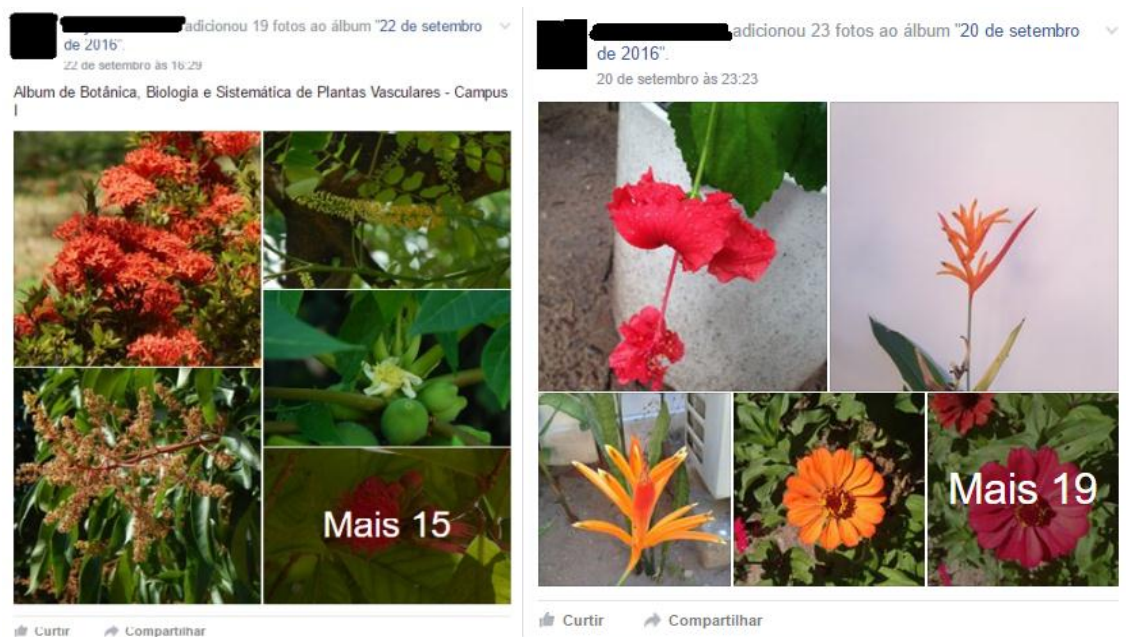 adicionou 19 fotos ao álbum "22 de setembro
de 2016".
22 de setembro às 16:29
Album de Botânica, Biologia e Sistemática de Plantas Vasculares - Campus
I
Mais 15
Curtir Compartilhar
adicionou 23 fotos ao álbum "20 de setembro
de 2016".
20 de setembro às 23:23
Mais 19
Curtir Compartilhar